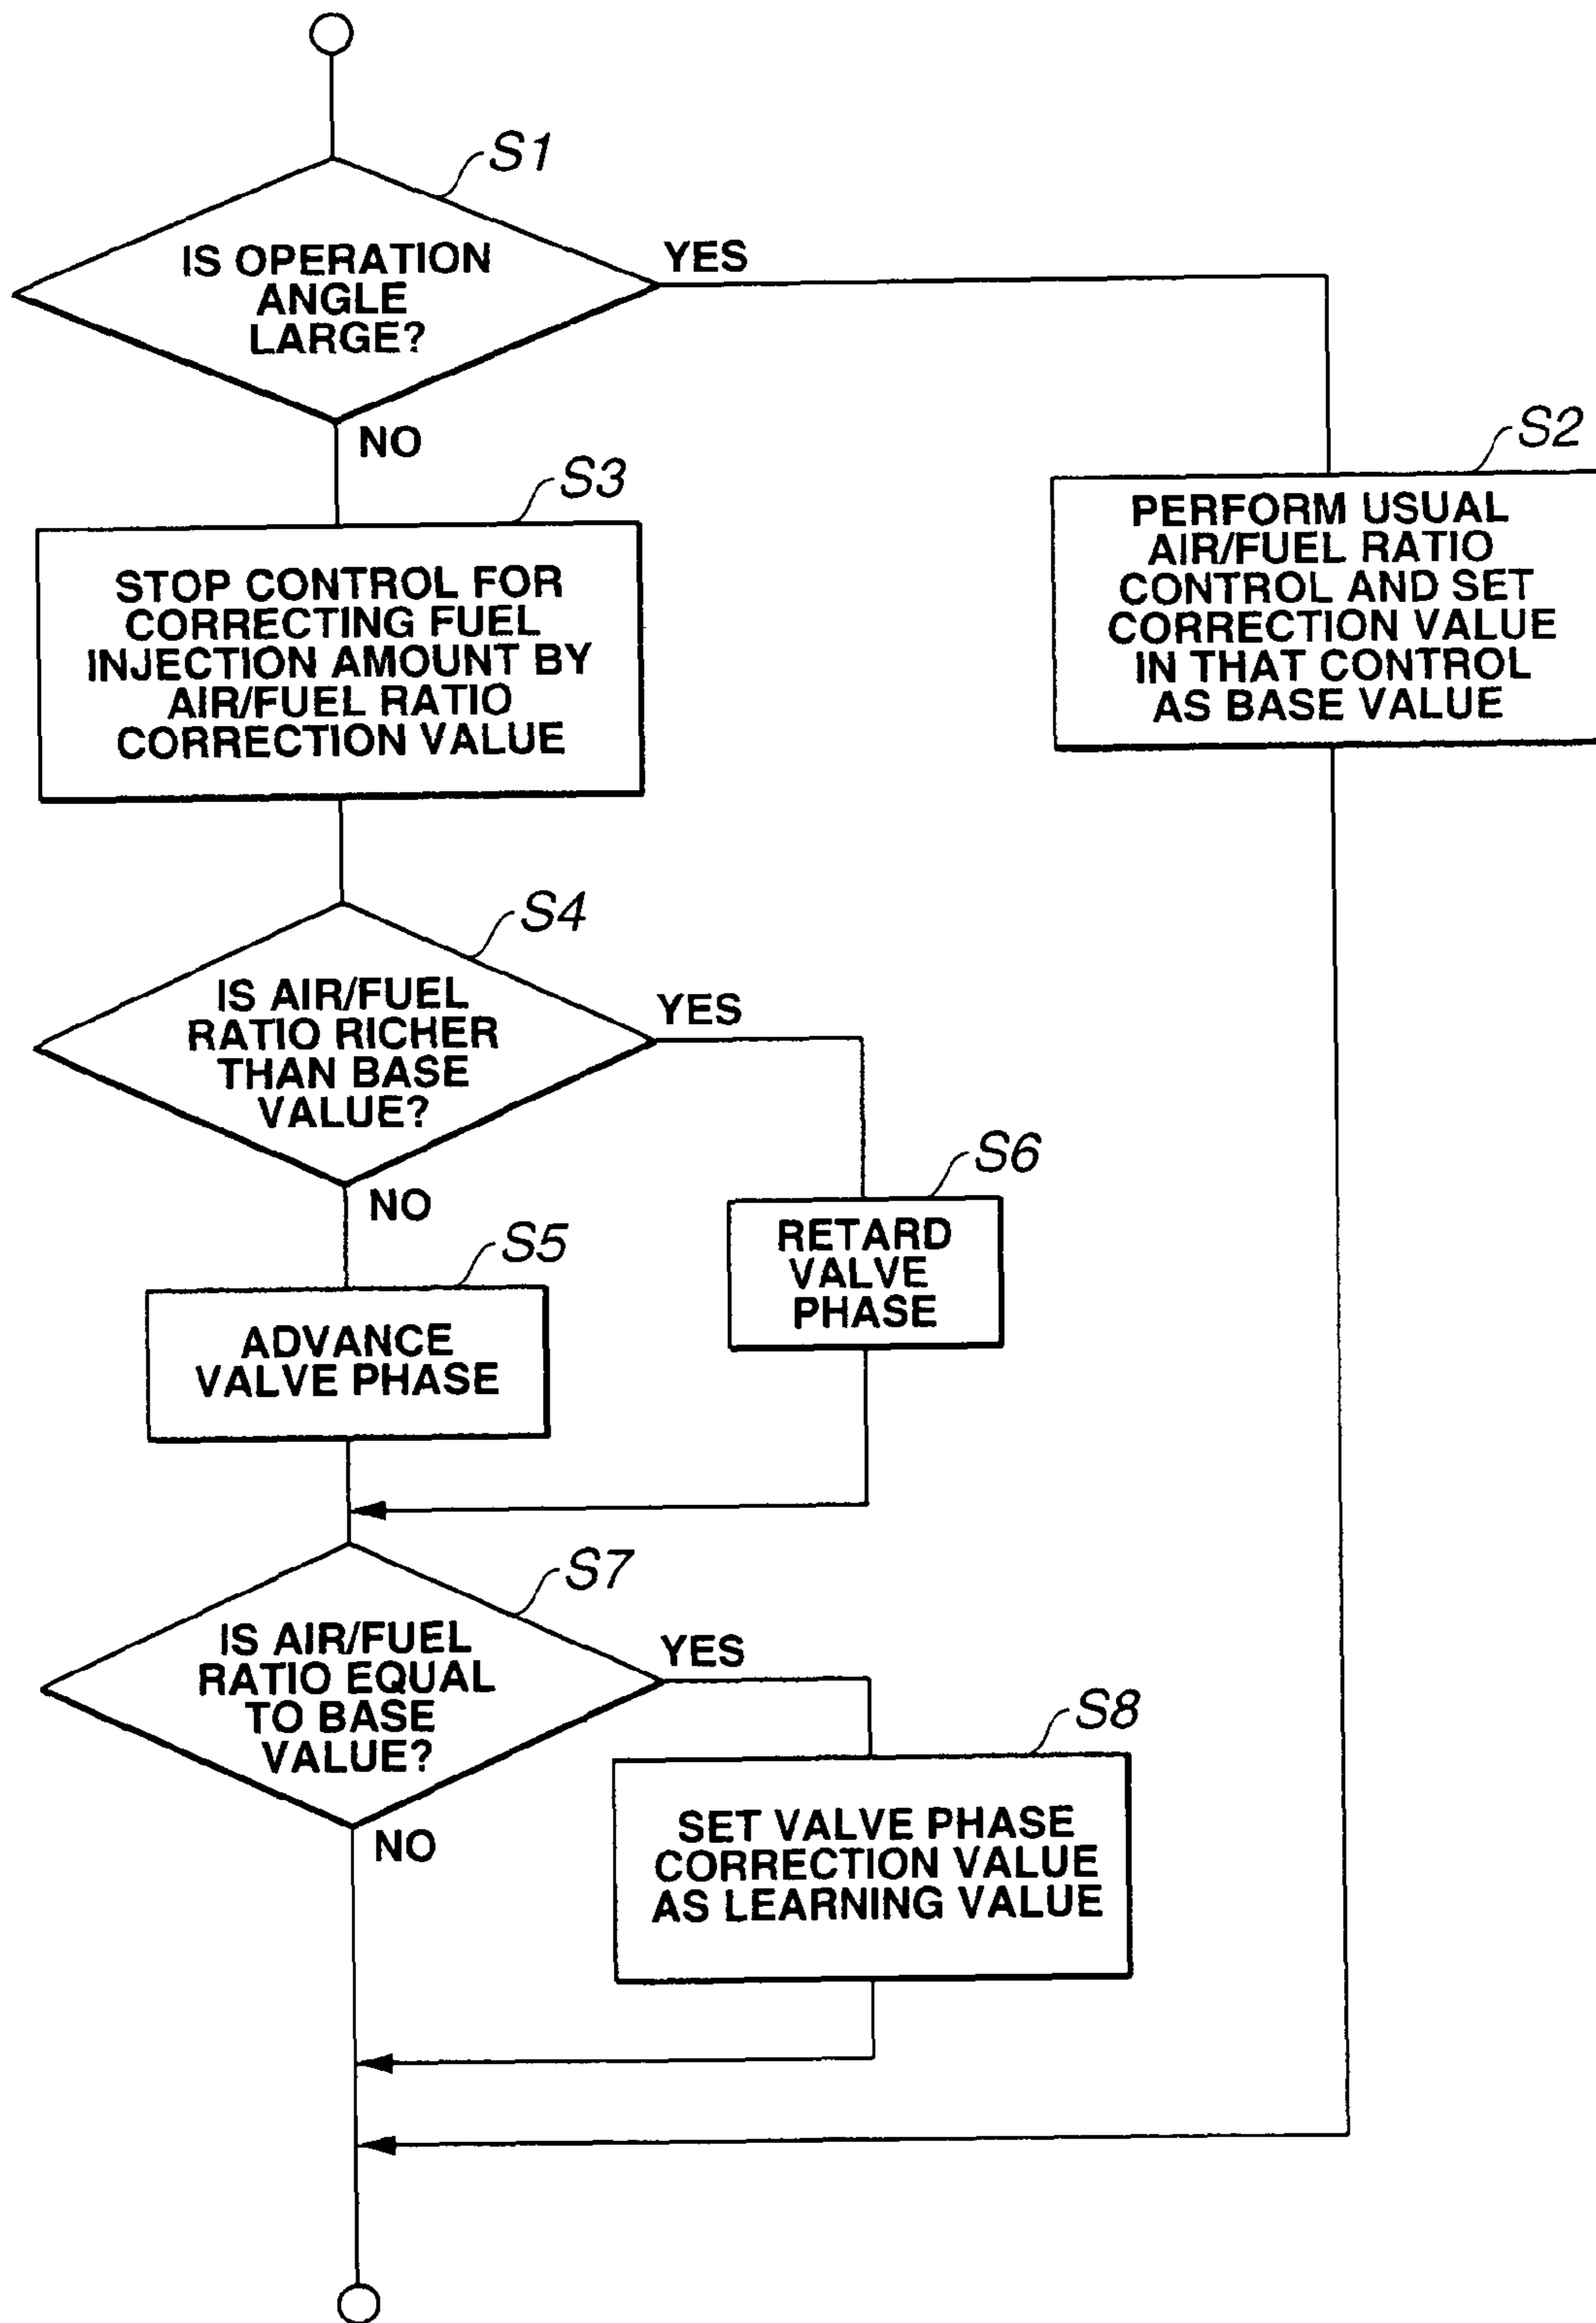 S1
IS OPERATION
ANGLE
LARGE?
YES
NO
S2
PERFORM USUAL
AIR/FUEL RATIO
CONTROL AND SET
CORRECTION VALUE
IN THAT CONTROL
AS BASE VALUE
S3
STOP CONTROL FOR
CORRECTING FUEL
INJECTION AMOUNT BY
AIR/FUEL RATIO
CORRECTION VALUE
S4
IS AIR/FUEL
RATIO RICHER
THAN BASE
VALUE?
YES
NO
S6
RETARD
VALVE
PHASE
S5
ADVANCE
VALVE PHASE
S7
IS AIR/FUEL
RATIO EQUAL
TO BASE
VALUE?
YES
NO
S8
SET VALVE PHASE
CORRECTION VALUE
AS LEARNING VALUE